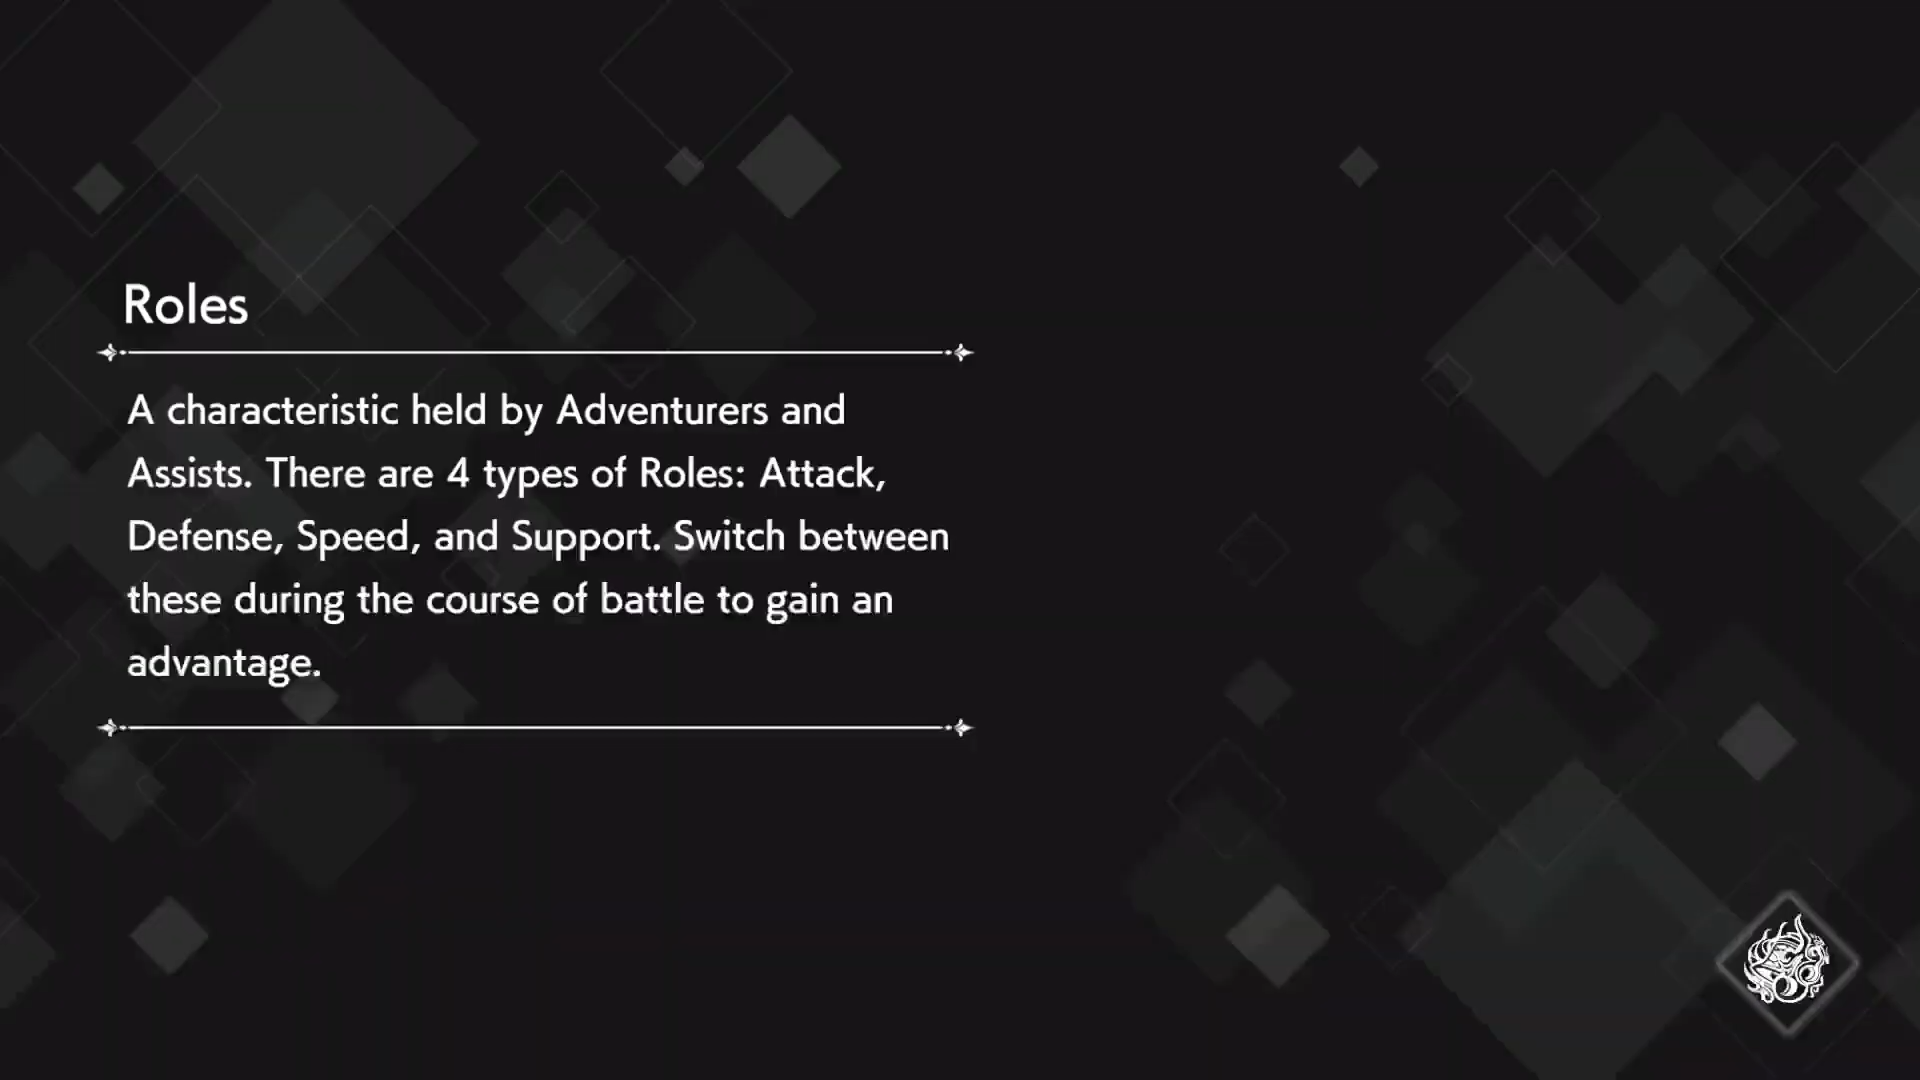 Roles
A characteristic held by Adventurers and
Assists. There are 4 types of Roles: Attack,
Defense, Speed, and Support. Switch between
these during the course of battle to gain an
advantage.